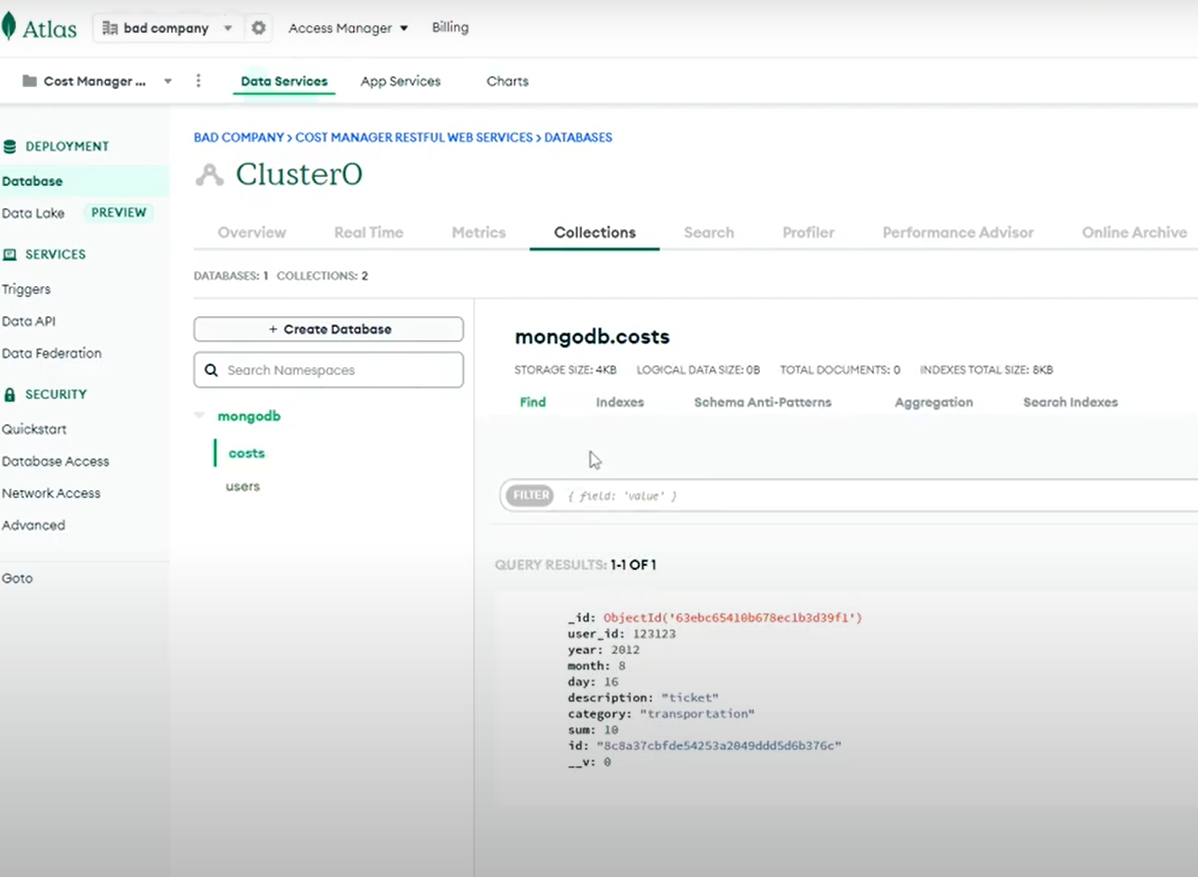 Atlas
bad company
Access Manager
Billing
Cost Manager ...
Data Services
App Services
Charts
DEPLOYMENT
Database
Data Lake PREVIEW
SERVICES
Triggers
Data API
Data Federation
SECURITY
Quickstart
Database Access
Network Access
Advanced
Goto
BAD COMPANY > COST MANAGER RESTFUL WEB SERVICES > DATABASES
Cluster0
Overview Real Time Metrics Collections Search Profiler Performance Advisor Online Archive
DATABASES: 1 COLLECTIONS: 2
+ Create Database
Search Namespaces
mongodb
costs
users
mongodb.costs
STORAGE SIZE: 4KB LOGICAL DATA SIZE: 0B TOTAL DOCUMENTS: 0 INDEXES TOTAL SIZE: 8KB
Find Indexes Schema Anti-Patterns Aggregation Search Indexes
FILTER { field: 'value' }
QUERY RESULTS: 1-1 OF 1
_id: ObjectId('63ebc65410b678ec1b3d39f1')
user_id: 123123
year: 2012
month: 8
day: 16
description: "ticket"
category: "transportation"
sum: 10
id: "8c8a37cbfde54253a2049ddd5d6b376c"
__v: 0